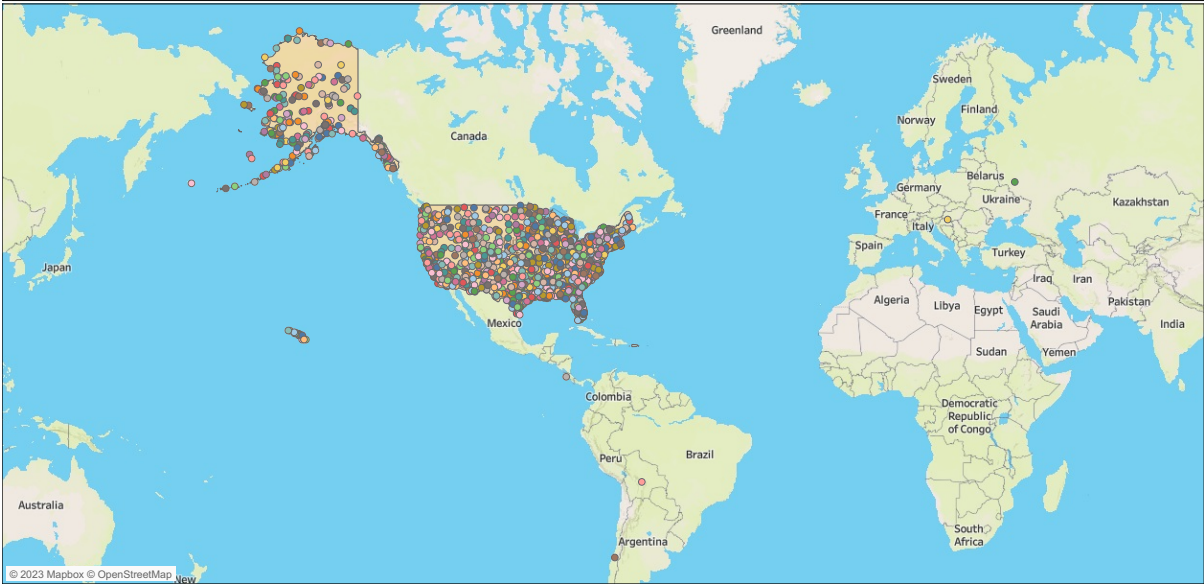 Greenland
Sweden
Finland
Norway
Canada
Belarus
Germany
Ukraine
Kazakhstan
France
Italy
Spain
Turkey
Japan
Iraq
Iran
Algeria
Libya
Egypt
Pakistan
Saudi
Arabia
India
Mexico
Sudan
Yemen
Colombia
Democratic
Republic
of Congo
Peru
Brazil
Australia
South
Africa
Argentina
© 2023 Mapbox © OpenStreetMap
New